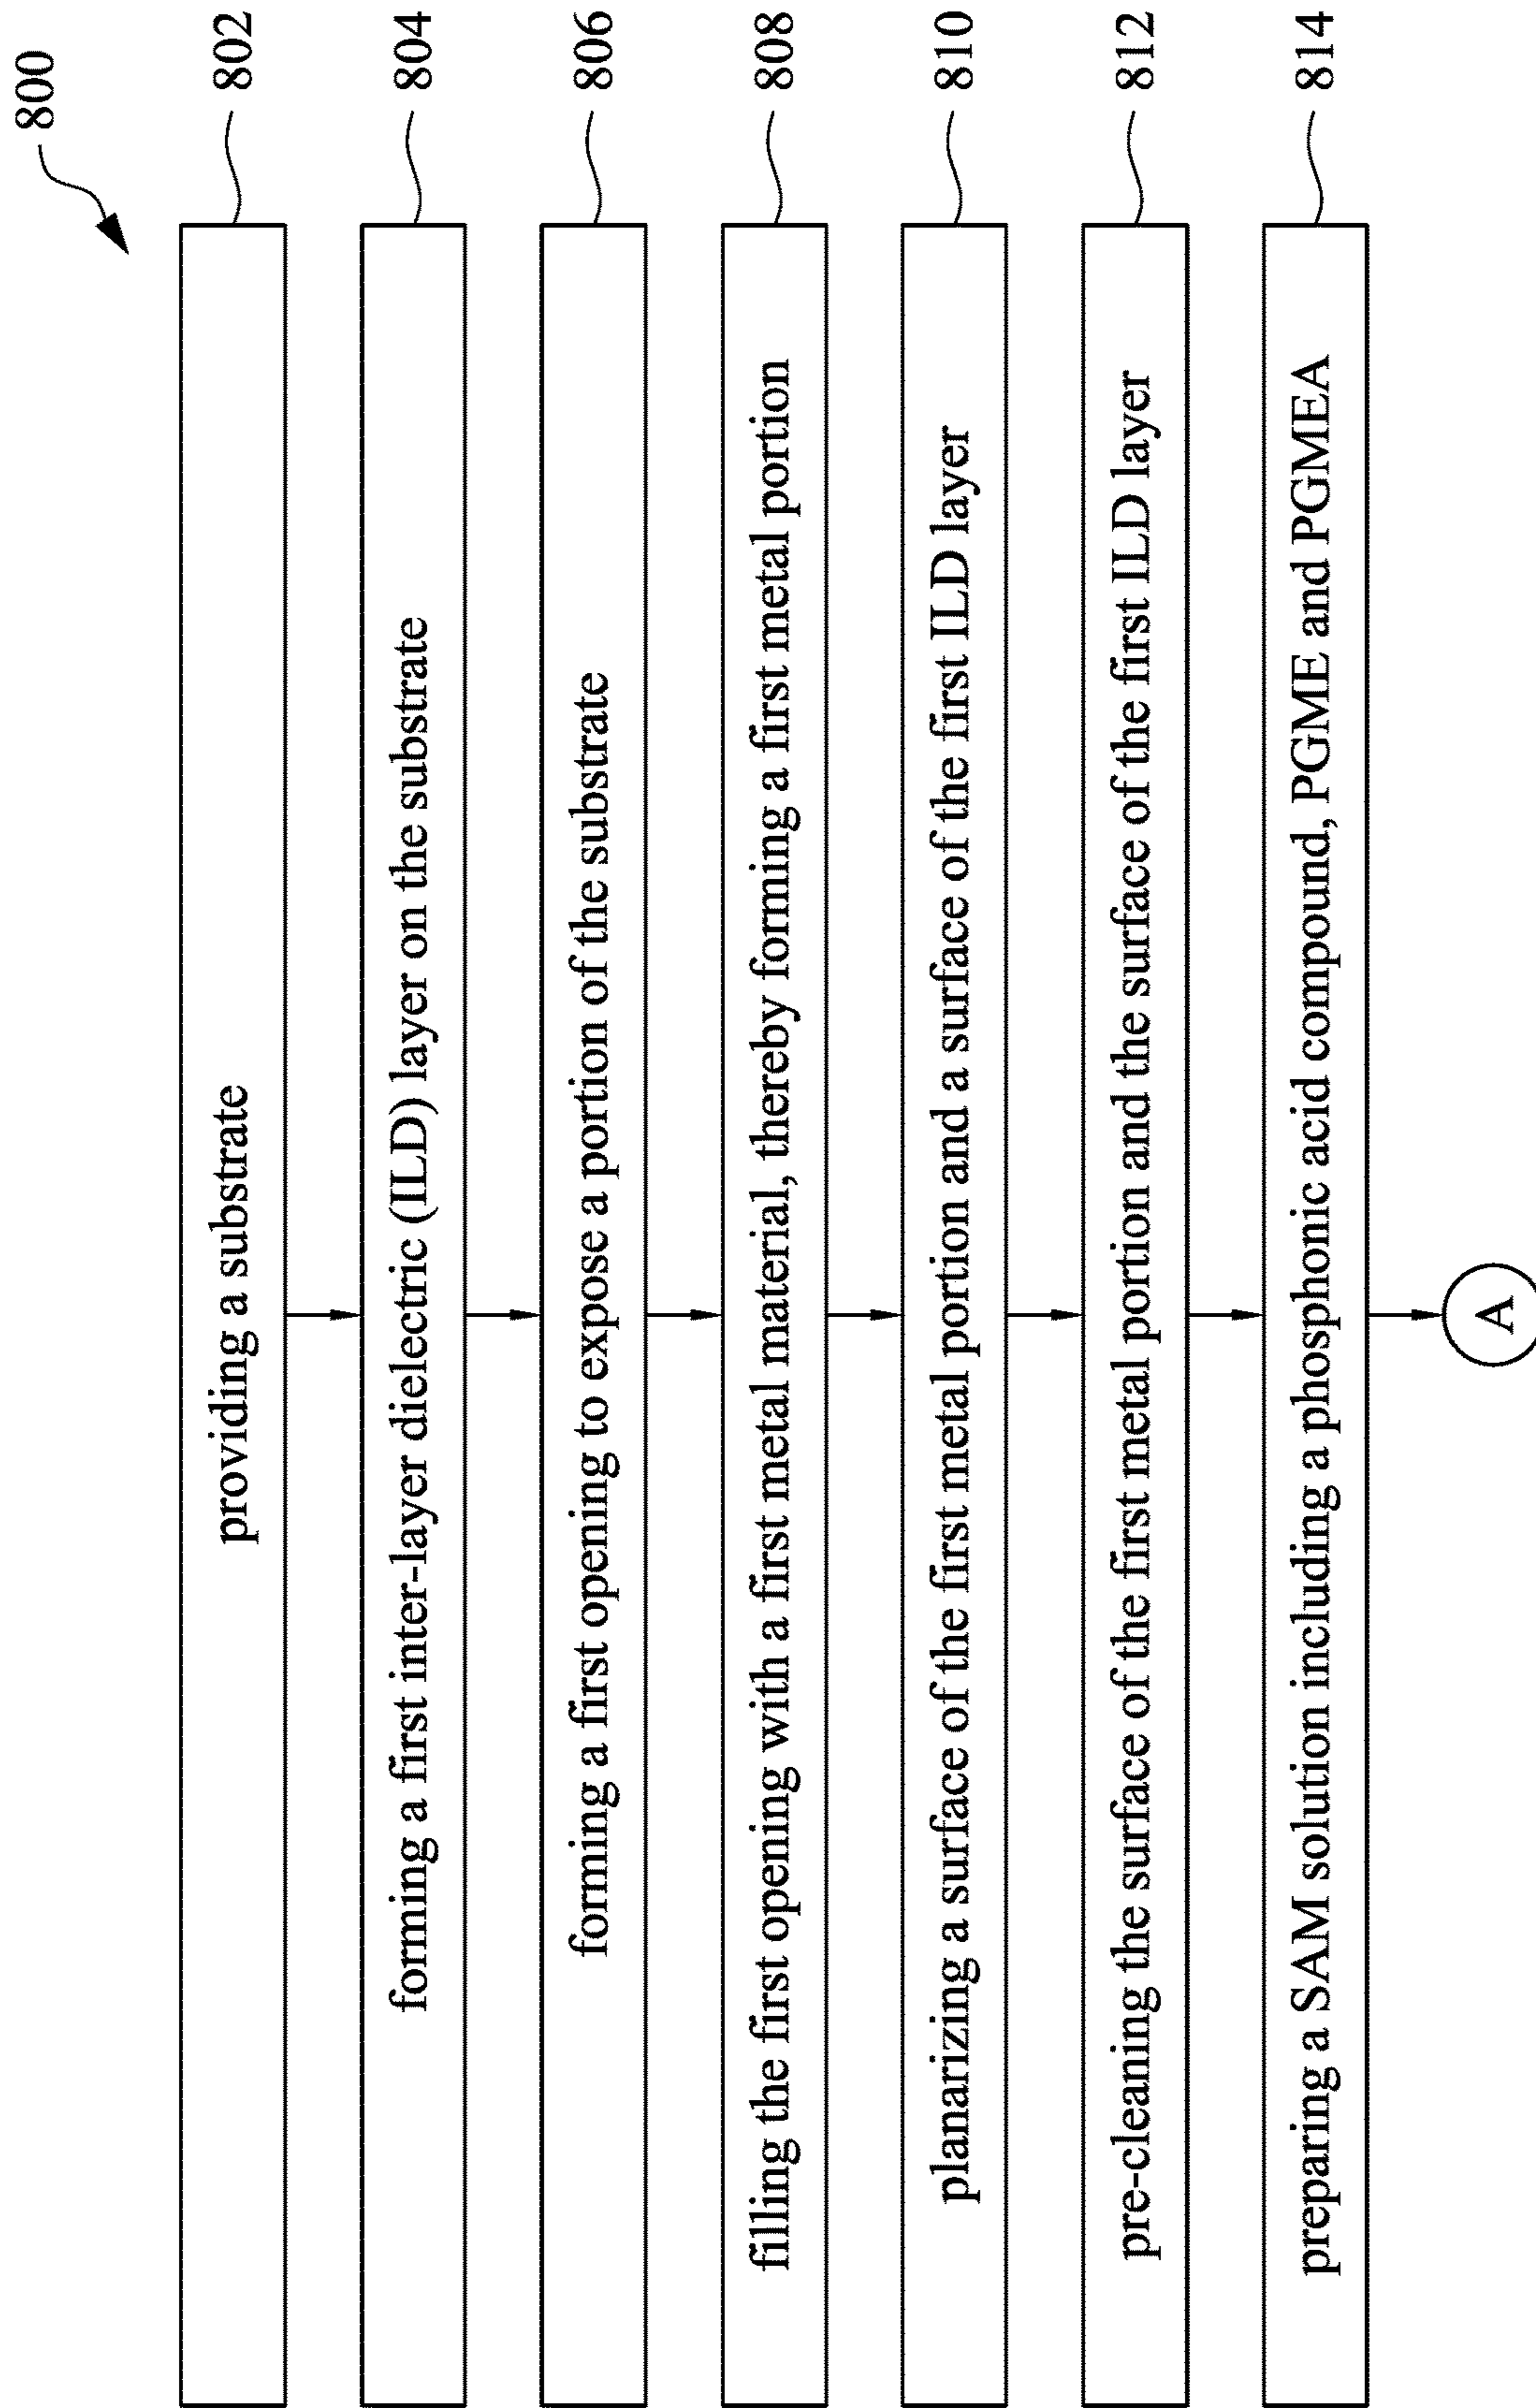 800
providing a substrate
802
forming a first inter-layer dielectric (ILD) layer on the substrate
804
forming a first opening to expose a portion of the substrate
806
filling the first opening with a first metal material, thereby forming a first metal portion
808
planarizing a surface of the first metal portion and a surface of the first ILD layer
810
pre-cleaning the surface of the first metal portion and the surface of the first ILD layer
812
preparing a SAM solution including a phosphonic acid compound, PGME and PGMEA
814
A